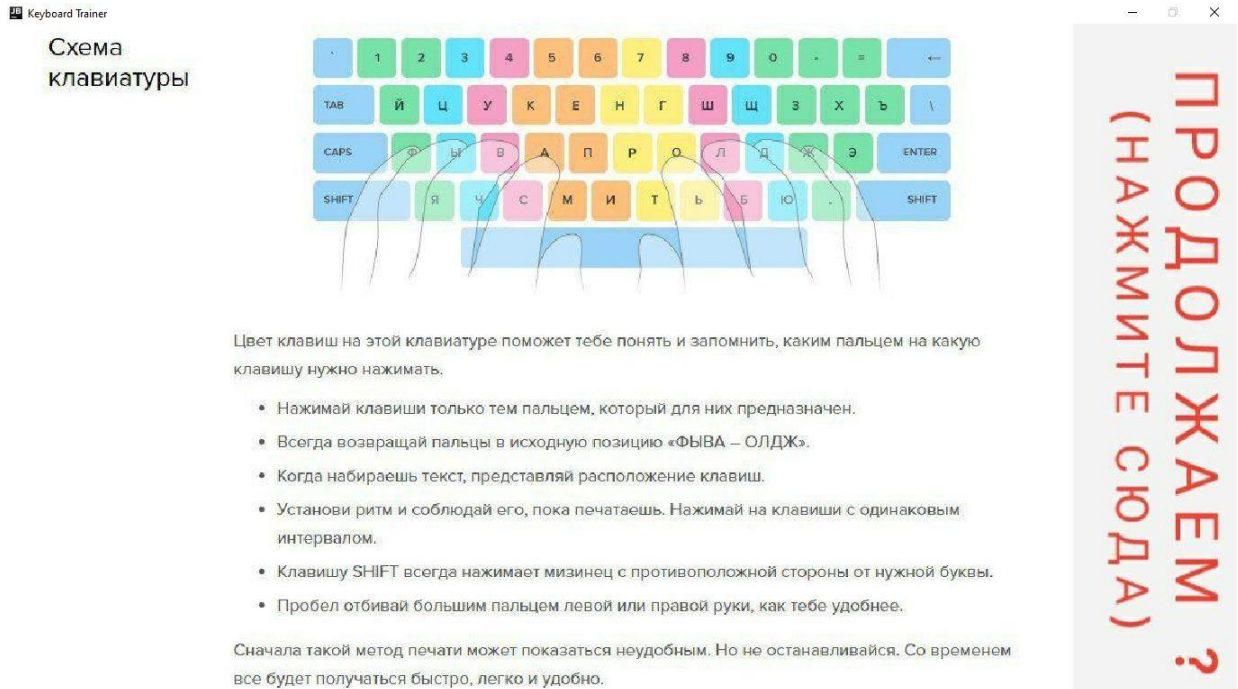 Keyboard Trainer
Схема
клавиатуры
` 1 2 3 4 5 6 7 8 9 0 - = ←
TAB Й Ц У К Е Н Г Ш Щ З Х Ъ \
CAPS Ф Ы В А П Р О Л Д Ж Э ENTER
SHIFT Я Ч С М И Т Ь Б Ю . SHIFT
Цвет клавиш на этой клавиатуре поможет тебе понять и запомнить, каким пальцем на какую
клавишу нужно нажимать.
• Нажимай клавиши только тем пальцем, который для них предназначен.
• Всегда возвращай пальцы в исходную позицию «ФЫВА – ОЛДЖ».
• Когда набираешь текст, представляй расположение клавиш.
• Установи ритм и соблюдай его, пока печатаешь. Нажимай на клавиши с одинаковым
интервалом.
• Клавишу SHIFT всегда нажимает мизинец с противоположной стороны от нужной буквы.
• Пробел отбивай большим пальцем левой или правой руки, как тебе удобнее.
Сначала такой метод печати может показаться неудобным. Но не останавливайся. Со временем
все будет получаться быстро, легко и удобно.
ПРОДОЛЖАЕМ ?
(НАЖМИТЕ СЮДА)